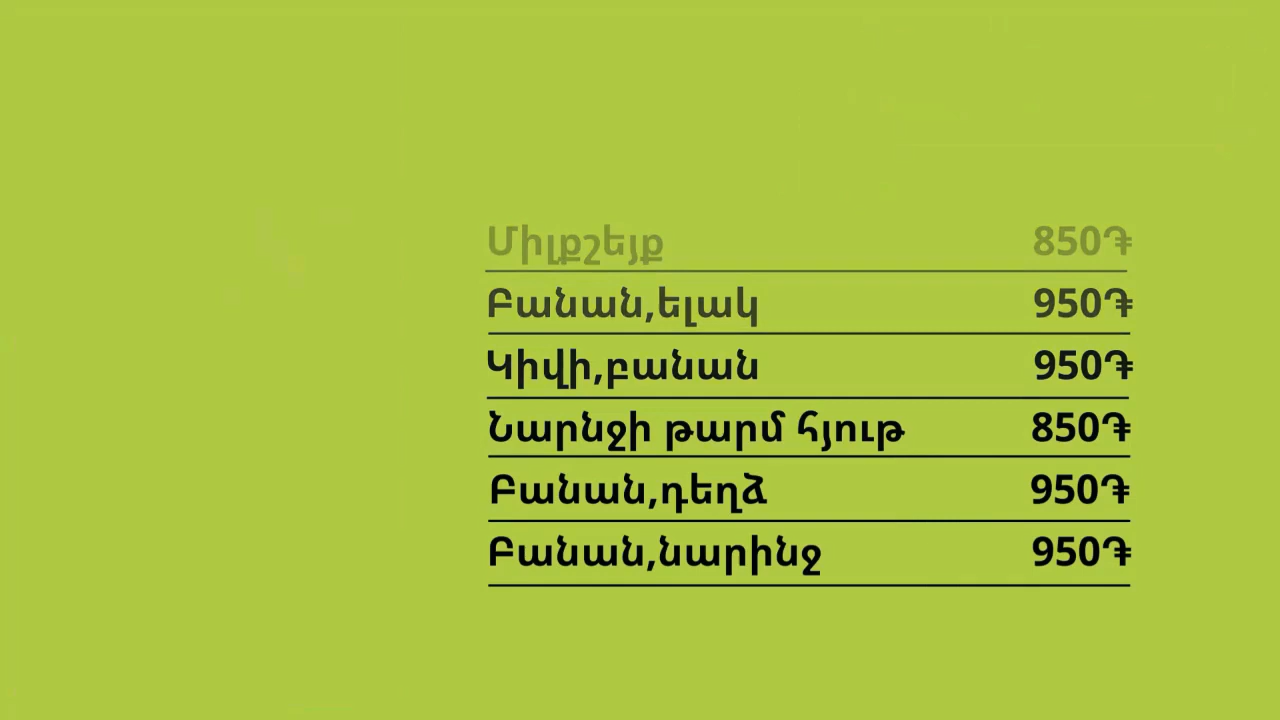 Միլքշեյք 850֏
Բանան,ելակ 950֏
Կիվի,բանան 950֏
Նարնջի թարմ հյութ 850֏
Բանան,դեղձ 950֏
Բանան,նարինջ 950֏